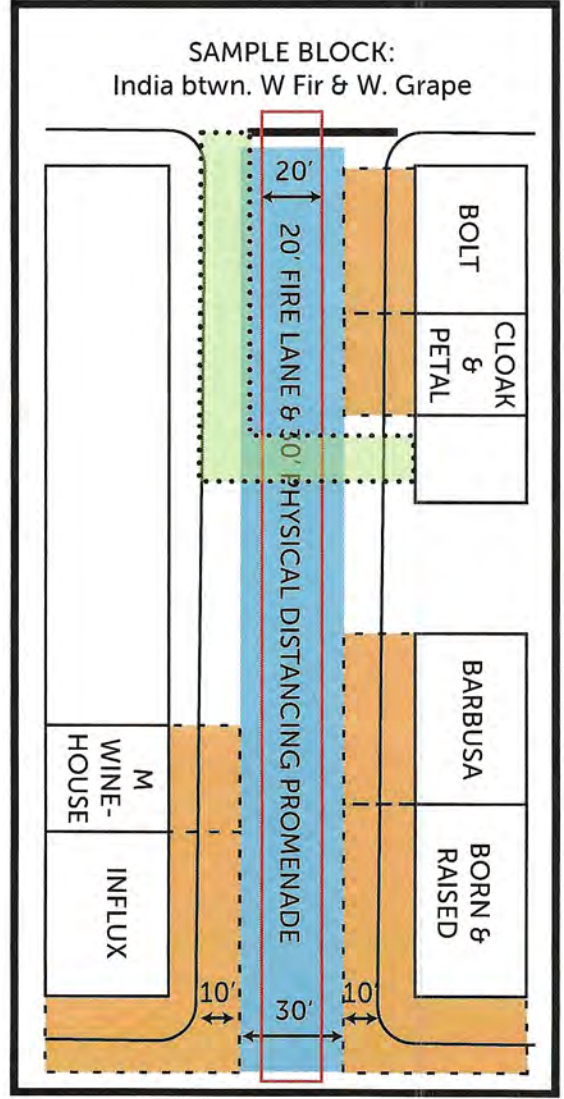 SAMPLE BLOCK:
India btwn. W Fir & W. Grape
20'
20' FIRE LANE & 30' PHYSICAL DISTANCING PROMENADE
BOLT
CLOAK
&
PETAL
BARBUSA
BORN &
RAISED
M
WINE-
HOUSE
INFLUX
10'
30'
10'